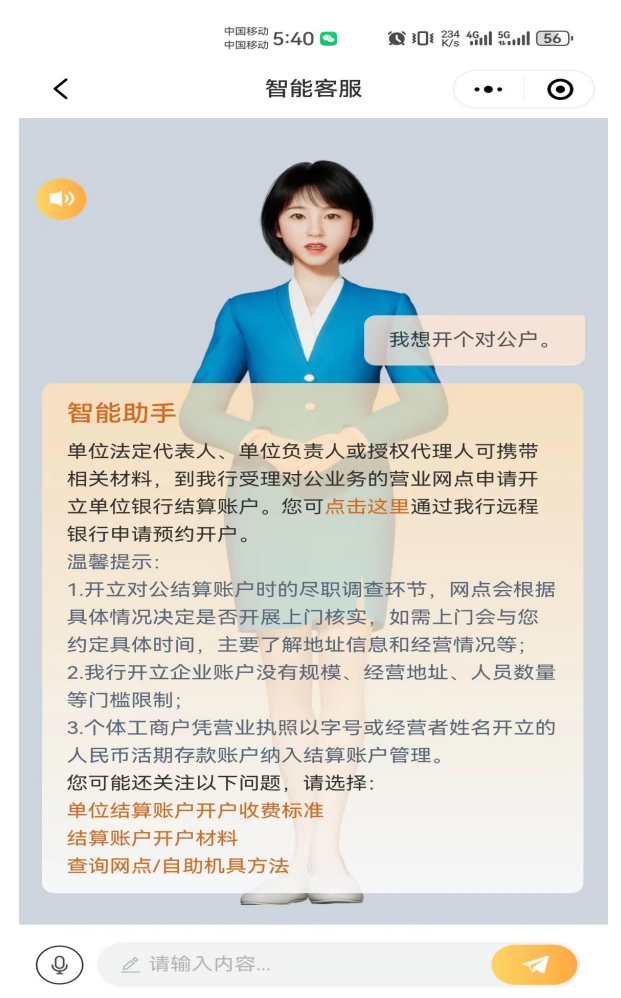 中国移动
中国移动 5:40 234 K/s 4G 5G 56
智能客服
我想开个对公户。
智能助手
单位法定代表人、单位负责人或授权代理人可携带
相关材料，到我行受理对公业务的营业网点申请开
立单位银行结算账户。您可点击这里通过我行远程
银行申请预约开户。
温馨提示:
1.开立对公结算账户时的尽职调查环节，网点会根据
具体情况决定是否开展上门核实，如需上门会与您
约定具体时间，主要了解地址信息和经营情况等;
2.我行开立企业账户没有规模、经营地址、人员数量
等门槛限制;
3.个体工商户凭营业执照以字号或经营者姓名开立的
人民币活期存款账户纳入结算账户管理。
您可能还关注以下问题，请选择:
单位结算账户开户收费标准
结算账户开户材料
查询网点/自助机具方法
请输入内容...